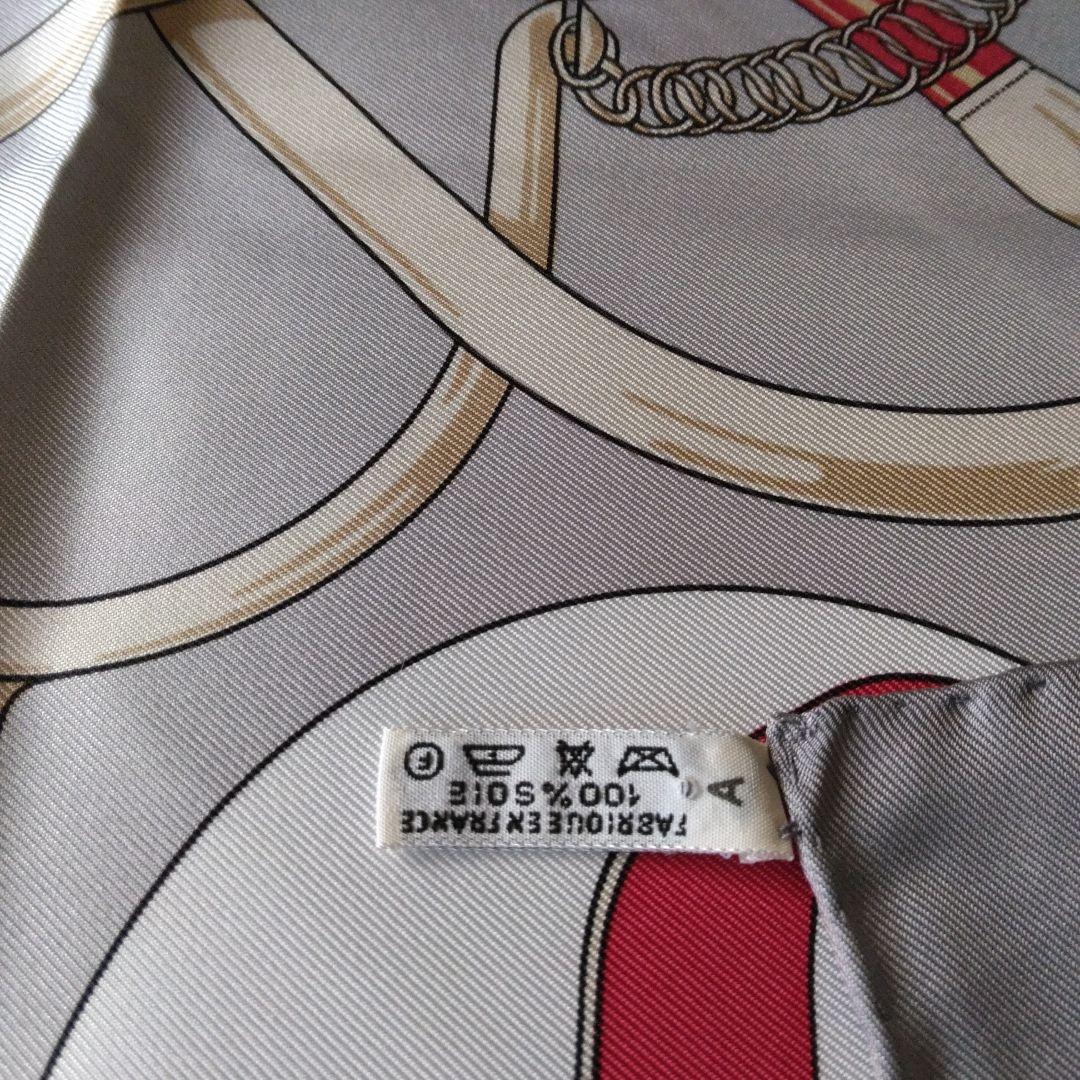 FABRIQUE EN FRANCE
100% SOIE
A
F